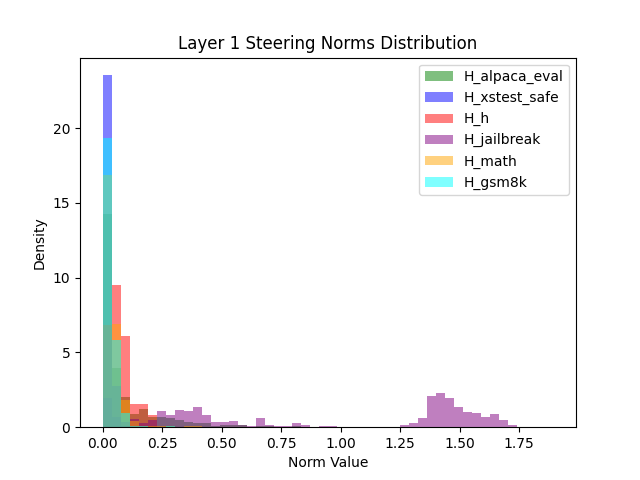 Layer 1 Steering Norms Distribution
H_alpaca_eval
H_xstest_safe
H_h
H_jailbreak
H_math
H_gsm8k
Density
20
15
10
5
0
0.00 0.25 0.50 0.75 1.00 1.25 1.50 1.75
Norm Value